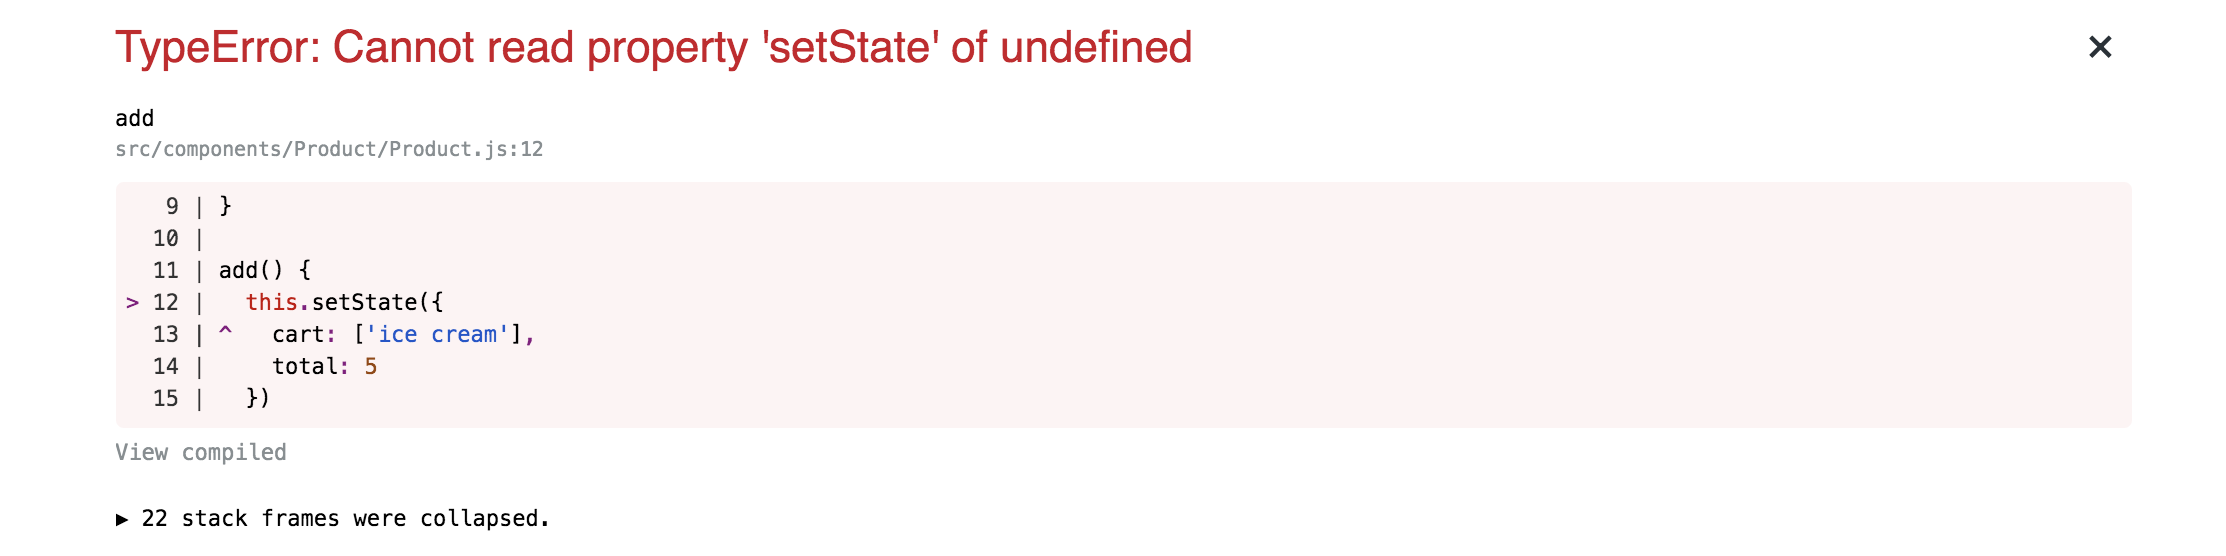 TypeError: Cannot read property 'setState' of undefined
×
add
src/components/Product/Product.js:12
   9 | }
  10 |
  11 | add() {
> 12 |   this.setState({
  13 | ^   cart: ['ice cream'],
  14 |     total: 5
  15 |   })
View compiled
▶ 22 stack frames were collapsed.